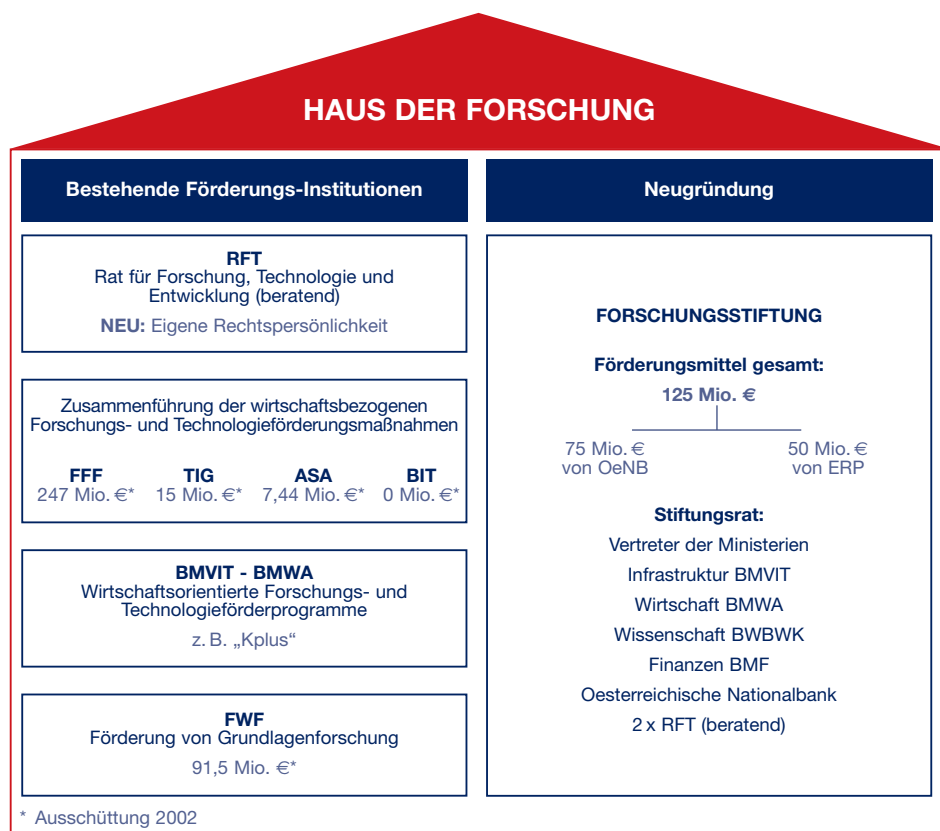 HAUS DER FORSCHUNG
Bestehende Förderungs-Institutionen
RFT
Rat für Forschung, Technologie und
Entwicklung (beratend)
NEU: Eigene Rechtspersönlichkeit
Zusammenführung der wirtschaftsbezogenen
Forschungs- und Technologieförderungsmaßnahmen
FFF TIG ASA BIT
247 Mio. €* 15 Mio. €* 7,44 Mio. €* 0 Mio. €*
BMVIT - BMWA
Wirtschaftsorientierte Forschungs- und
Technologieförderprogramme
z. B. „Kplus“
FWF
Förderung von Grundlagenforschung
91,5 Mio. €*
* Ausschüttung 2002
Neugründung
FORSCHUNGSSTIFTUNG
Förderungsmittel gesamt:
125 Mio. €
75 Mio. € 50 Mio. €
von OeNB von ERP
Stiftungsrat:
Vertreter der Ministerien
Infrastruktur BMVIT
Wirtschaft BMWA
Wissenschaft BWBWK
Finanzen BMF
Oesterreichische Nationalbank
2 x RFT (beratend)